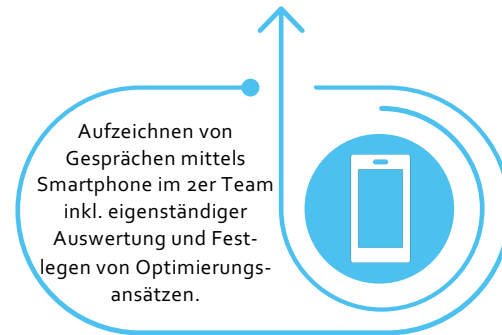 Aufzeichnen von
Gesprächen mittels
Smartphone im 2er Team
inkl. eigenständiger
Auswertung und Fest-
legen von Optimierungs-
ansätzen.